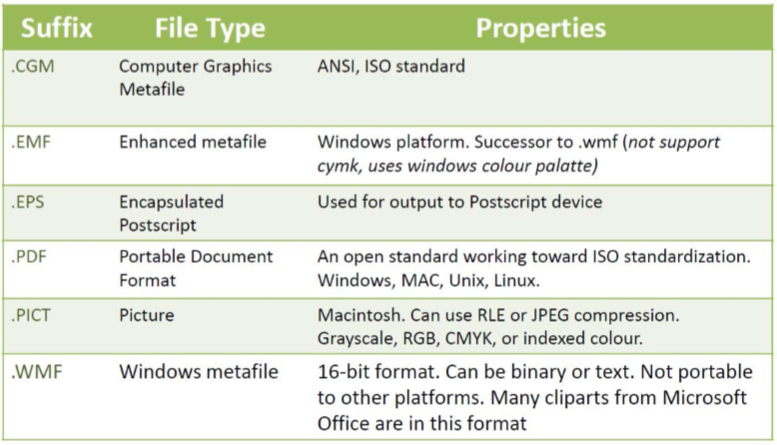 Suffix File Type Properties
.CGM Computer Graphics ANSI, ISO standard
Metafile
.EMF Enhanced metafile Windows platform. Successor to .wmf (not support
cymk, uses windows colour palatte)
.EPS Encapsulated Used for output to Postscript device
Postscript
.PDF Portable Document An open standard working toward ISO standardization.
Format Windows, MAC, Unix, Linux.
.PICT Picture Macintosh. Can use RLE or JPEG compression.
Grayscale, RGB, CMYK, or indexed colour.
.WMF Windows metafile 16-bit format. Can be binary or text. Not portable
to other platforms. Many cliparts from Microsoft
Office are in this format